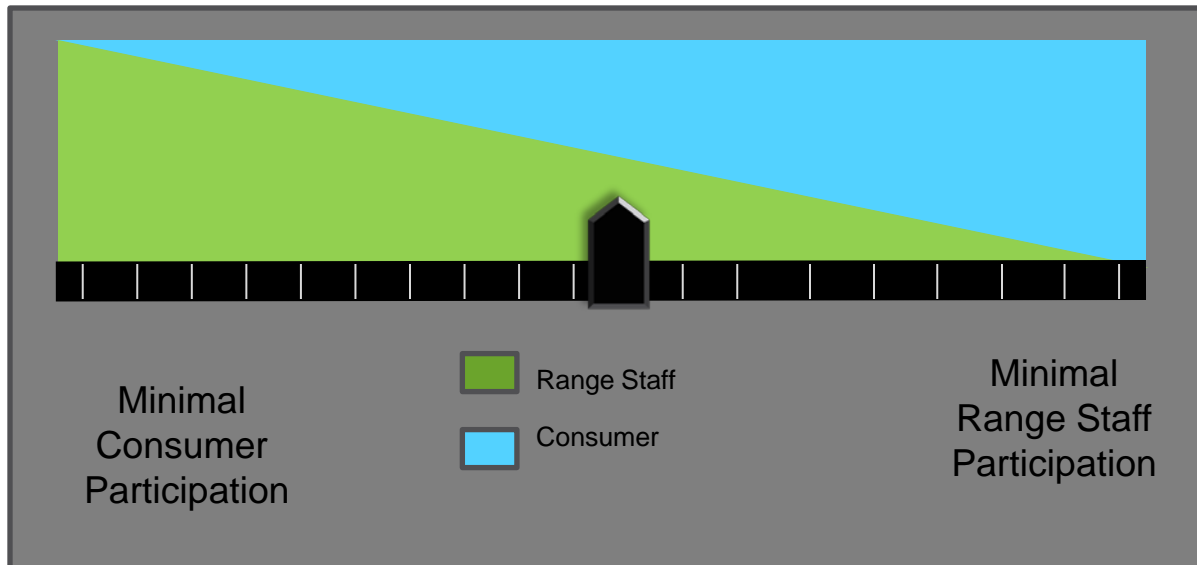 Range Staff
Consumer
Minimal
Consumer
Participation
Minimal
Range Staff
Participation